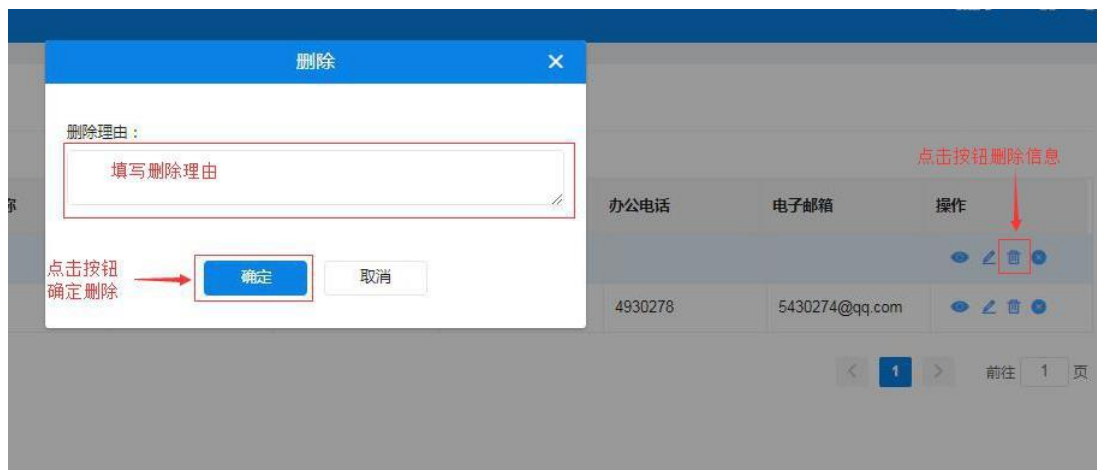 删除
删除理由：
填写删除理由
点击按钮删除信息
称 办公电话 电子邮箱 操作
点击按钮
确定删除
确定 取消
4930278 5430274@qq.com
1 前往 1 页